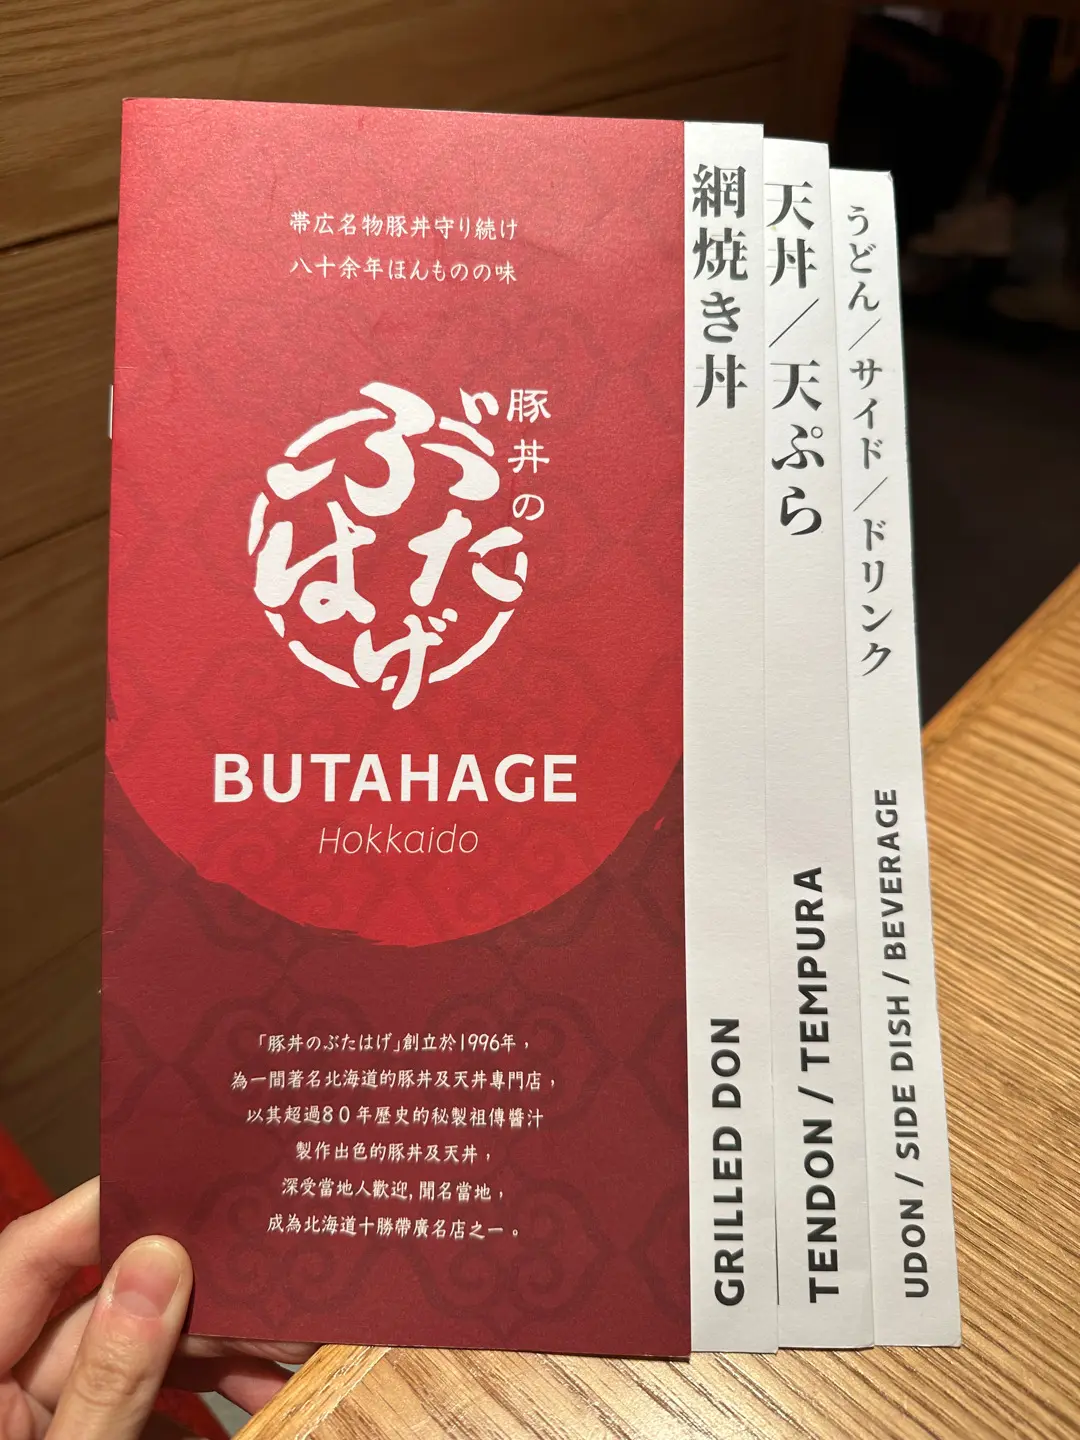 帯広名物豚丼守り続け
八十余年ほんものの味
豚丼の
ぶたはげ
BUTAHAGE
Hokkaido
「豚丼のぶたはげ」創立於1996年，
為一間著名北海道的豚丼及天丼專門店，
以其超過80年歷史的秘製祖傳醬汁
製作出色的豚丼及天丼，
深受當地人歡迎,聞名當地，
成為北海道十勝帶廣名店之一。
網焼き丼
GRILLED DON
天丼／天ぷら
TENDON / TEMPURA
うどん／サイド／ドリンク
UDON / SIDE DISH / BEVERAGE